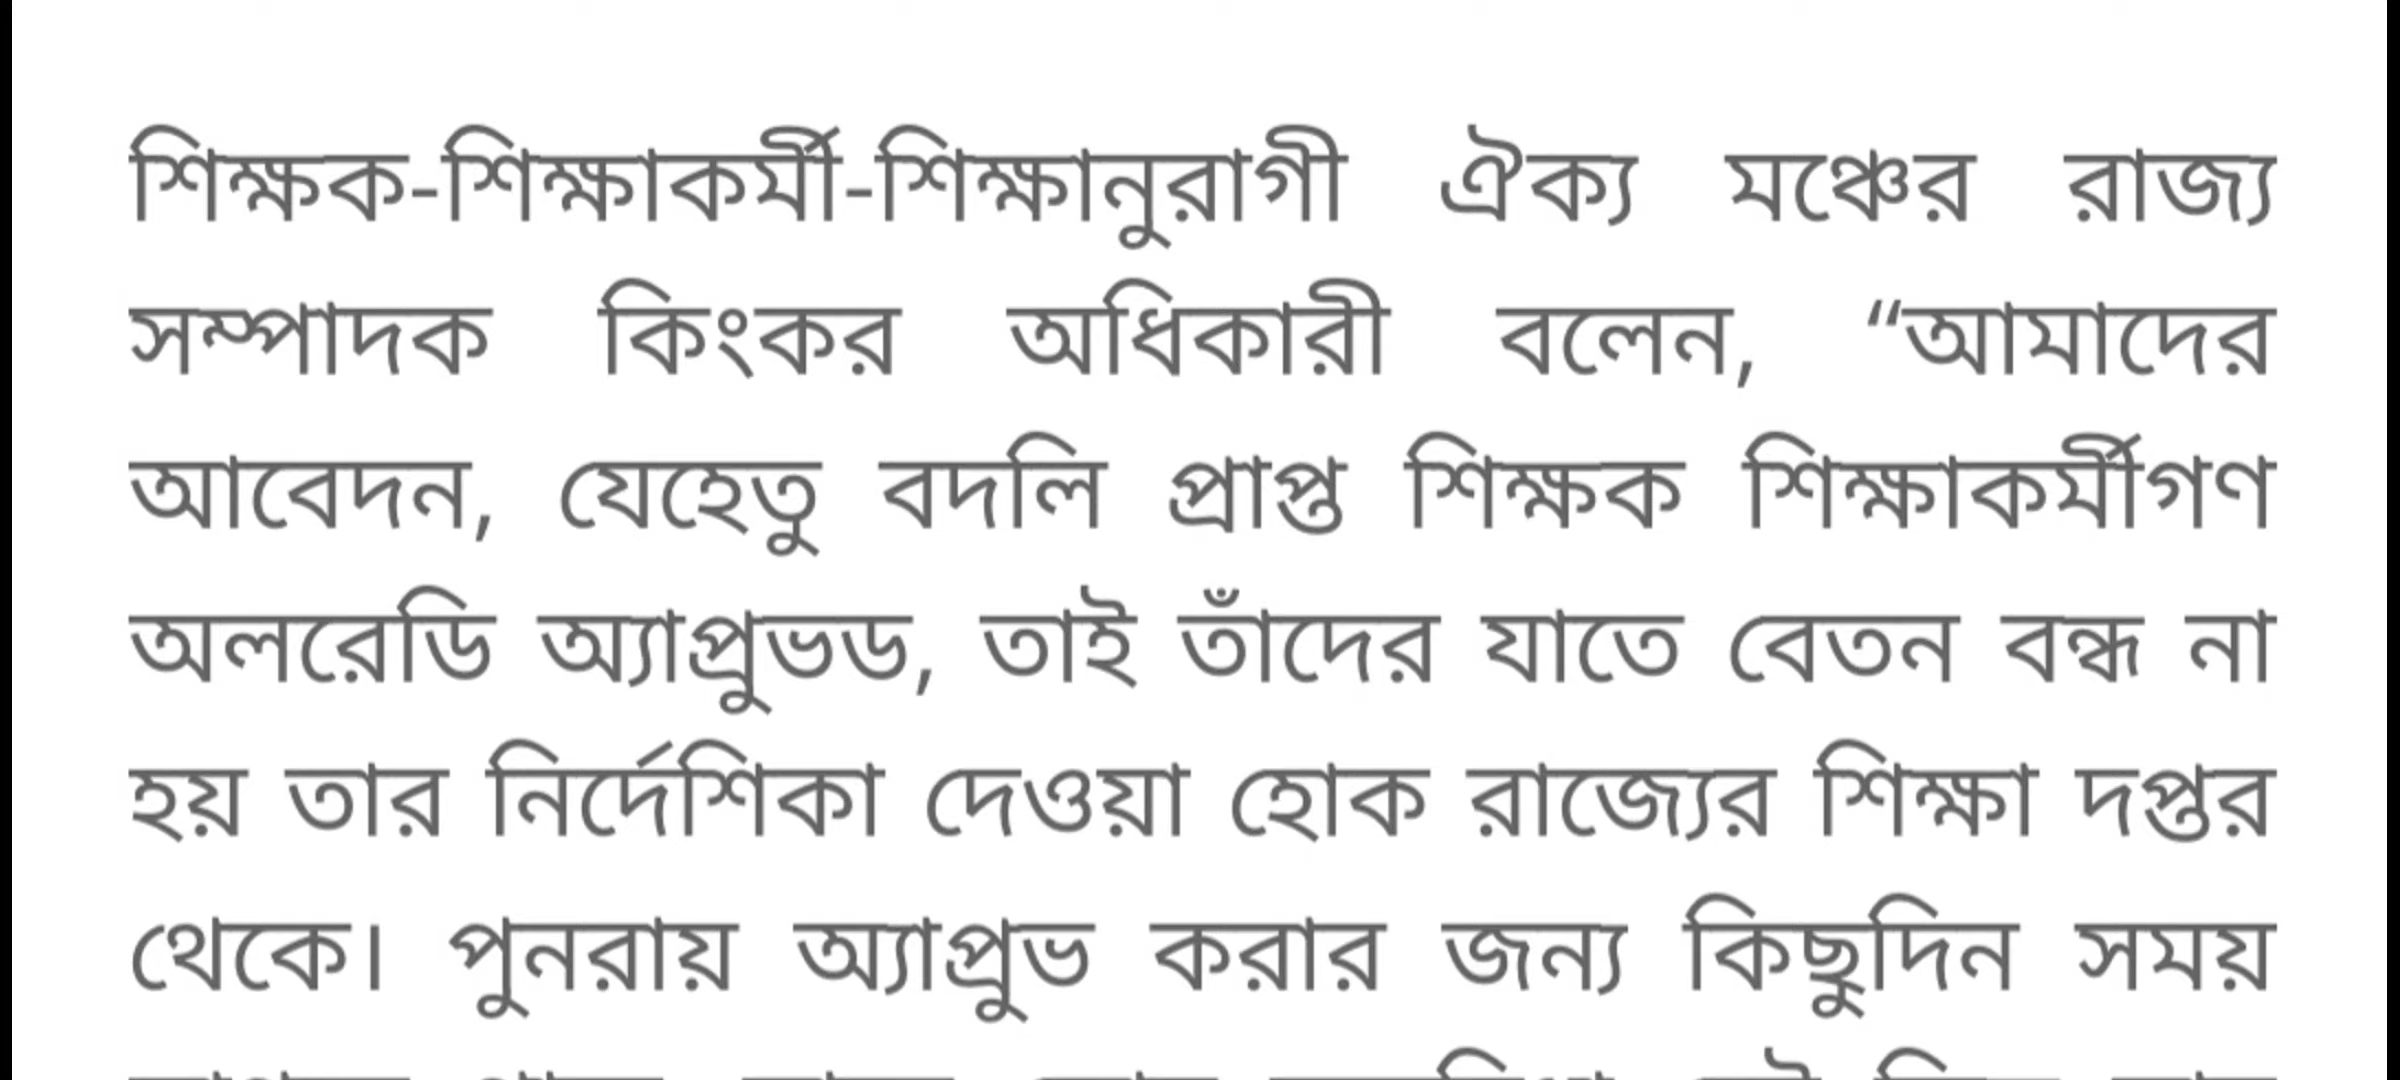 শিক্ষক-শিক্ষাকর্মী-শিক্ষানুরাগী ঐক্য মঞ্চের রাজ্য
সম্পাদক কিংকর অধিকারী বলেন, “আমাদের
আবেদন, যেহেতু বদলি প্রাপ্ত শিক্ষক শিক্ষাকর্মীগণ
অলরেডি অ্যাপ্রুভড, তাই তাঁদের যাতে বেতন বন্ধ না
হয় তার নির্দেশিকা দেওয়া হোক রাজ্যের শিক্ষা দপ্তর
থেকে। পুনরায় অ্যাপ্রুভ করার জন্য কিছুদিন সময়